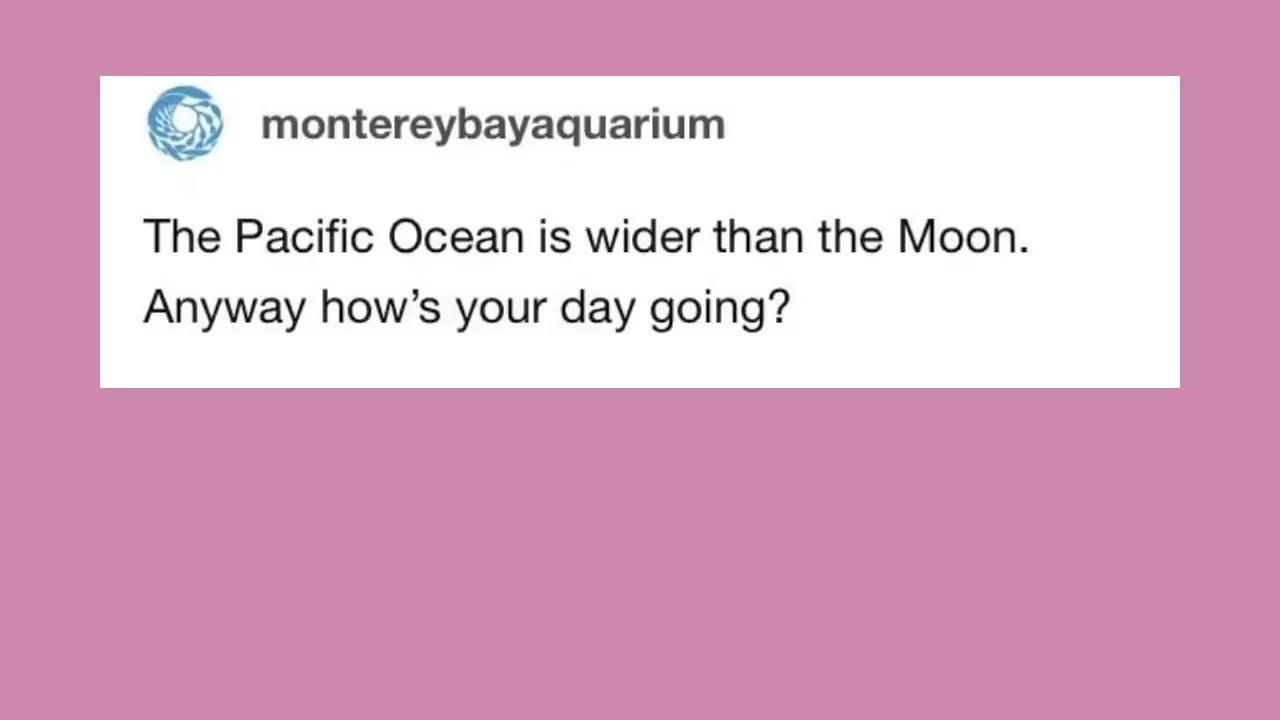 montereybayaquarium
The Pacific Ocean is wider than the Moon.
Anyway how’s your day going?